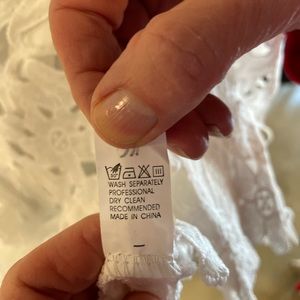 WASH SEPARATELY
PROFESSIONAL
DRY CLEAN
RECOMMENDED
MADE IN CHINA